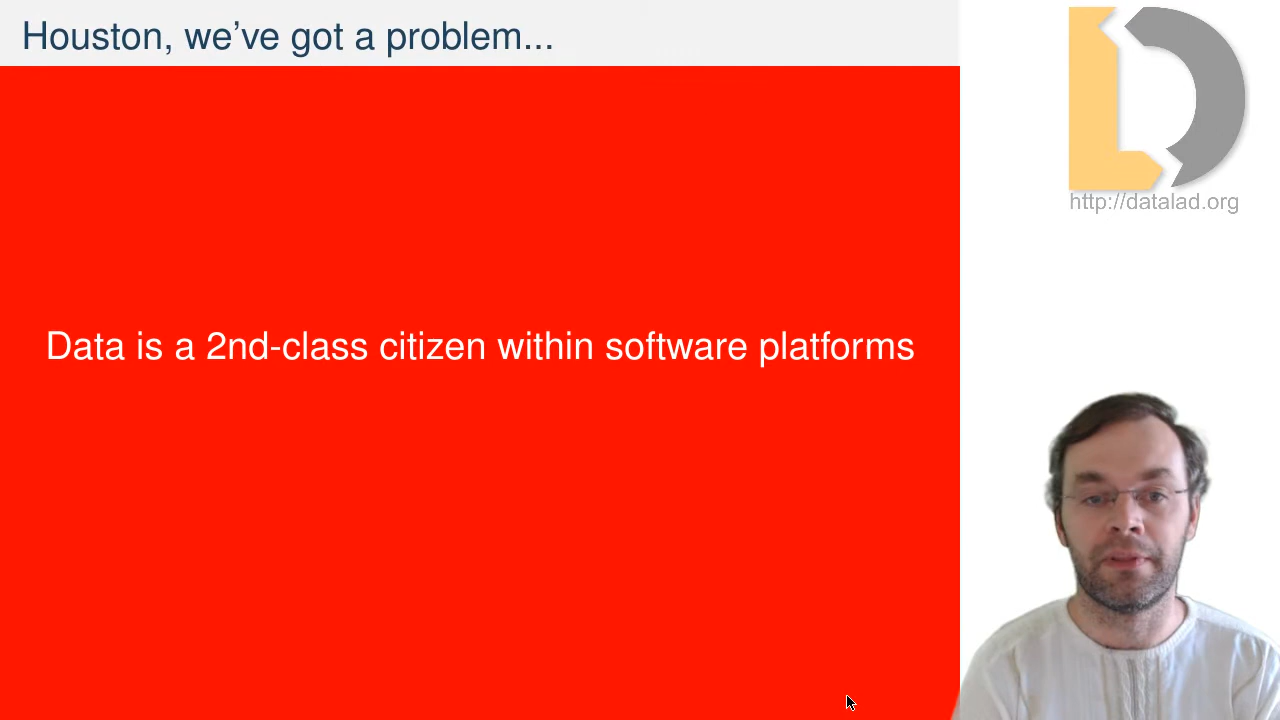 Houston, we’ve got a problem...
http://datalad.org
Data is a 2nd-class citizen within software platforms